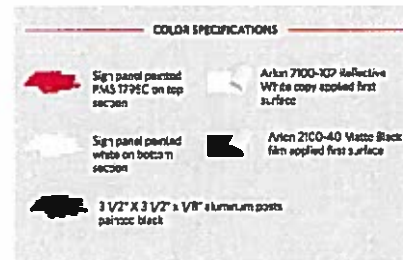 COLOR SPECIFICATIONS
Sign panel painted
PMS 1795C on top
section
Arlon 2100-102 Reflective
White copy applied first
surface
Sign panel painted
white on bottom
section
Arlon 2100-40 Matte Black
film applied first surface
3 1/2" X 3 1/2" x 1/8" aluminum posts
painted black